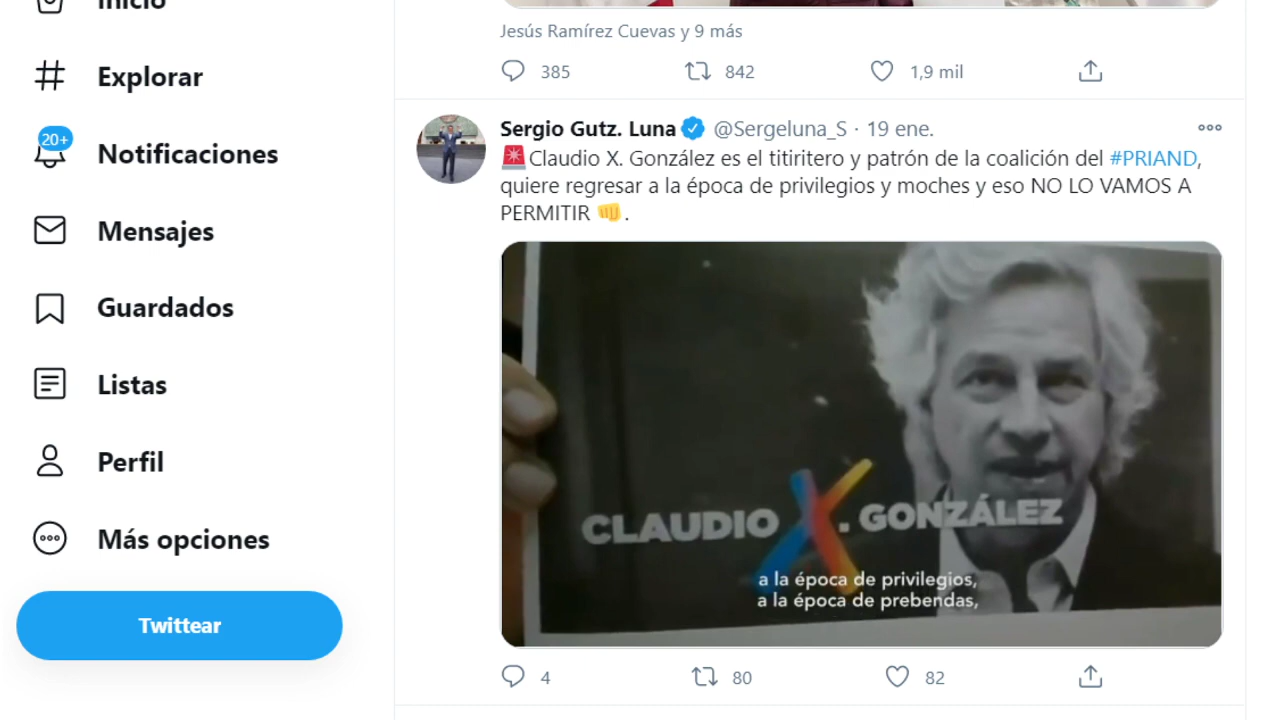 Inicio
Explorar
20+
Notificaciones
Mensajes
Guardados
Listas
Perfil
Más opciones
Twittear
Jesús Ramírez Cuevas y 9 más
385 842 1,9 mil
Sergio Gutz. Luna @Sergeluna_S · 19 ene.
🚨Claudio X. González es el titiritero y patrón de la coalición del #PRIAND,
quiere regresar a la época de privilegios y moches y eso NO LO VAMOS A
PERMITIR 👊.
CLAUDIO X. GONZÁLEZ
a la época de privilegios,
a la época de prebendas,
4 80 82